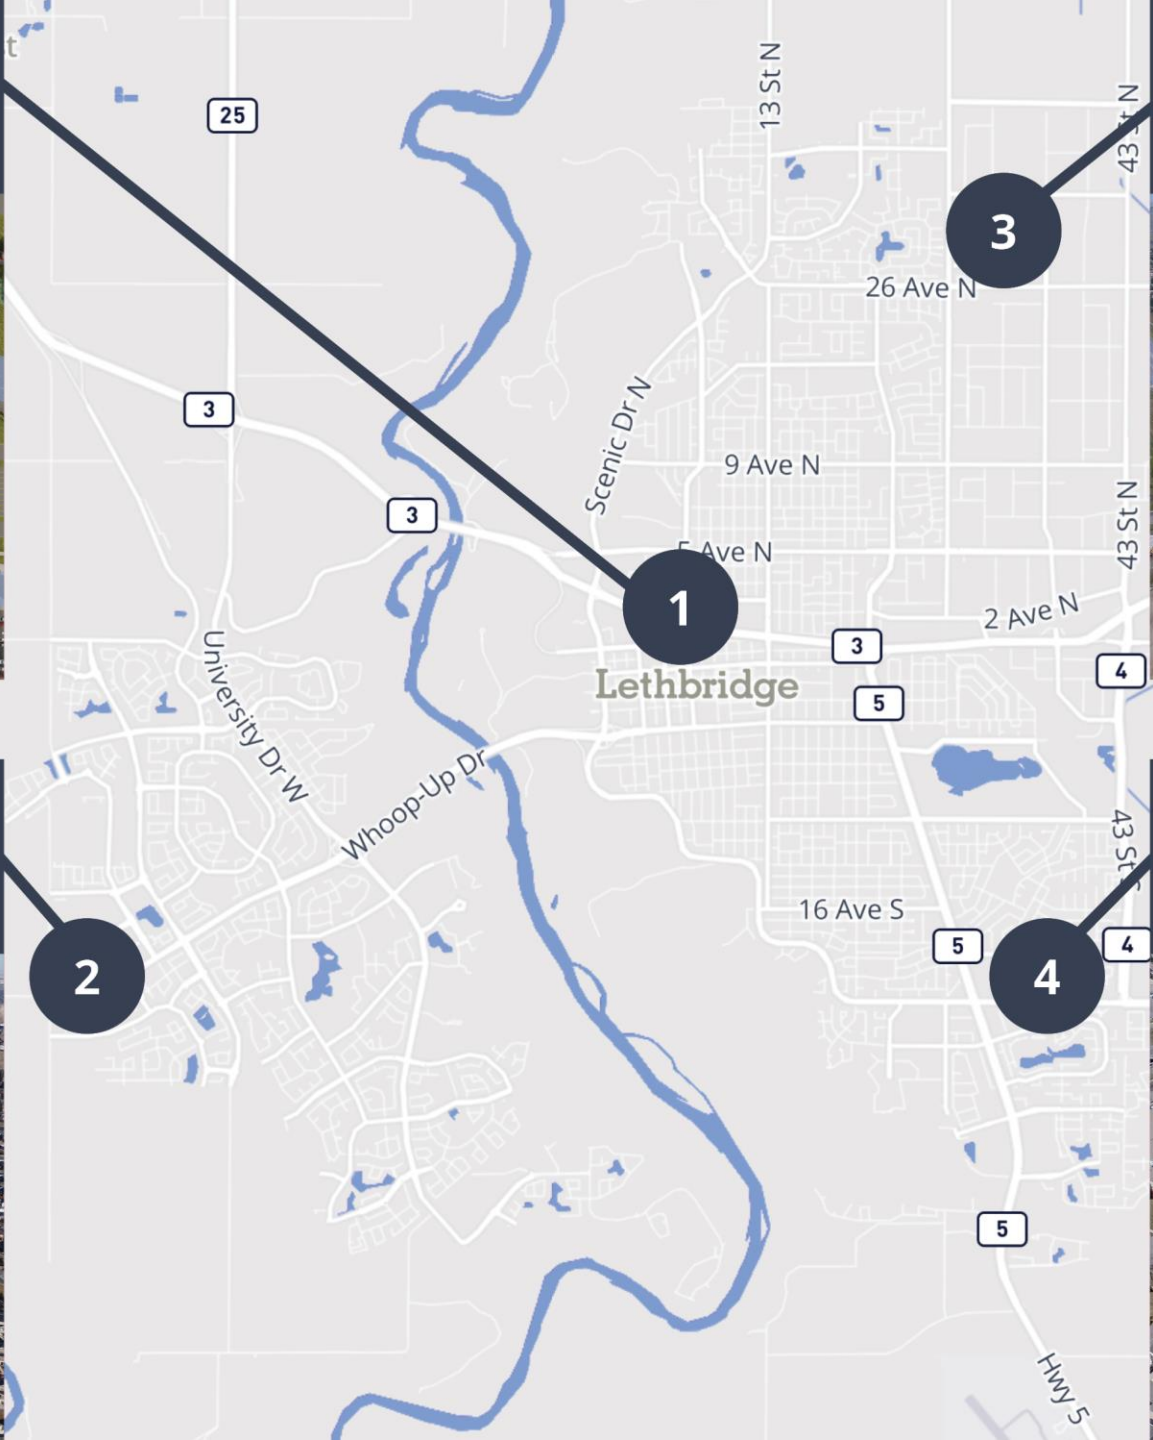 t
13 St N
43 St N
25
3
26 Ave N
3
Scenic Dr N
9 Ave N
3
5 Ave N
43 St N
1
2 Ave N
3
4
Lethbridge
5
University Dr W
Whoop-Up Dr
43 St S
16 Ave S
5
4
2
4
5
Hwy 5